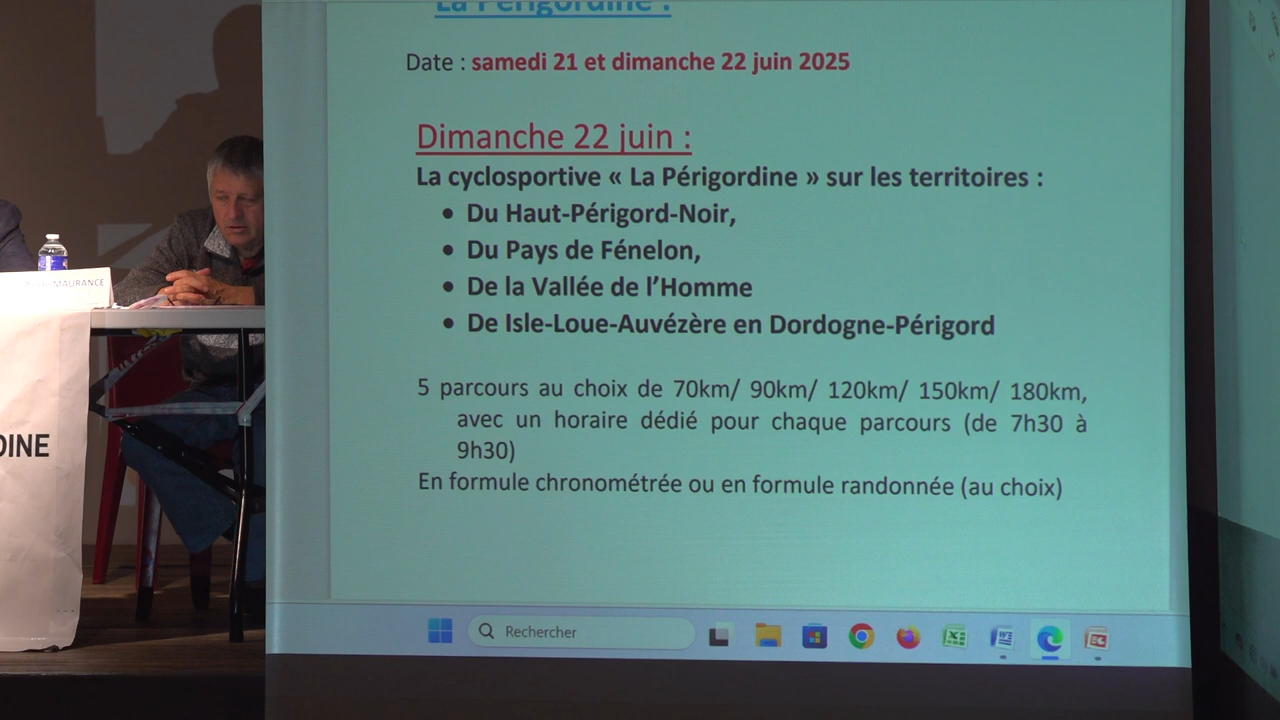 La Périgordine :
Date : samedi 21 et dimanche 22 juin 2025
Dimanche 22 juin :
La cyclosportive « La Périgordine » sur les territoires :
• Du Haut-Périgord-Noir,
• Du Pays de Fénelon,
• De la Vallée de l’Homme
• De Isle-Loue-Auvézère en Dordogne-Périgord
5 parcours au choix de 70km/ 90km/ 120km/ 150km/ 180km,
avec un horaire dédié pour chaque parcours (de 7h30 à
9h30)
En formule chronométrée ou en formule randonnée (au choix)
Rechercher
MAURANCE
DINE